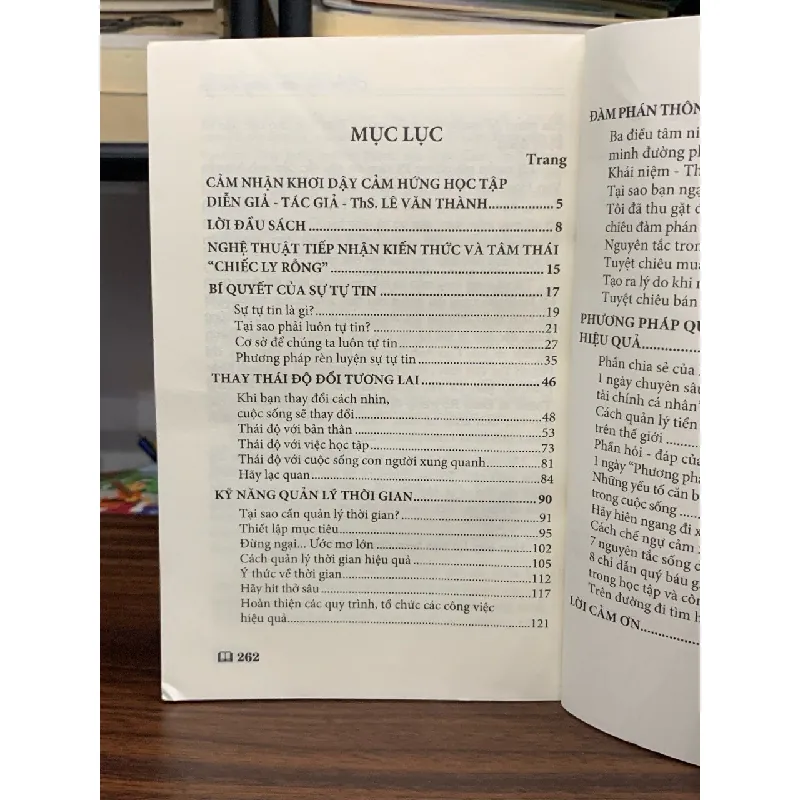 MỤC LỤC
Trang
CẢM NHẬN KHƠI DẬY CẢM HỨNG HỌC TẬP
DIỄN GIẢ - TÁC GIẢ - ThS. LÊ VĂN THÀNH.................. 5
LỜI ĐẦU SÁCH ........................................................................ 8
NGHỆ THUẬT TIẾP NHẬN KIẾN THỨC VÀ TÂM THÁI
“CHIẾC LY RỖNG” ............................................................ 15
BÍ QUYẾT CỦA SỰ TỰ TIN ............................................. 17
Sự tự tin là gì?................................................................19
Tại sao phải luôn tự tin? ................................................21
Cơ sở để chúng ta luôn tự tin .........................................27
Phương pháp rèn luyện sự tự tin ....................................35
THAY THÁI ĐỘ ĐỔI TƯƠNG LAI ................................. 46
Khi bạn thay đổi cách nhìn,
cuộc sống sẽ thay đổi.....................................................48
Thái độ với bản thân ......................................................53
Thái độ với việc học tập.................................................73
Thái độ với cuộc sống con người xung quanh...............81
Hãy lạc quan ..................................................................84
KỸ NĂNG QUẢN LÝ THỜI GIAN................................... 90
Tại sao cần quản lý thời gian? .......................................91
Thiết lập mục tiêu ..........................................................95
Đừng ngại... Ước mơ lớn .............................................102
Cách quản lý thời gian hiệu quả ..................................105
Ý thức về thời gian.......................................................112
Hãy hít thở sâu .............................................................117
Hoàn thiện các quy trình, tổ chức các công việc
hiệu quả........................................................................121
262
ĐÀM PHÁN THÔN
Ba điều tâm ni
minh đường ph
Khái niệm - Th
Tại sao bạn ngạ
Tôi đã thu gặt đ
chiêu đàm phán
Nguyên tắc tron
Tuyệt chiêu mu
Tạo ra lý do khi
Tuyệt chiêu bán
PHƯƠNG PHÁP QU
HIỆU QUẢ.........
Phần chia sẻ của
1 ngày chuyên sâu
tài chính cá nhân”
Cách quản lý tiền
trên thế giới .........
Phần hỏi - đáp của
1 ngày “Phương phá
Những yếu tố cần b
trong cuộc sống .....
Hãy hiên ngang đi x
Cách chế ngự cảm
7 nguyên tắc sống c
8 chỉ dẫn quý báu g
trong học tập và côn
Trên đường đi tìm h
LỜI CẢM ƠN.........